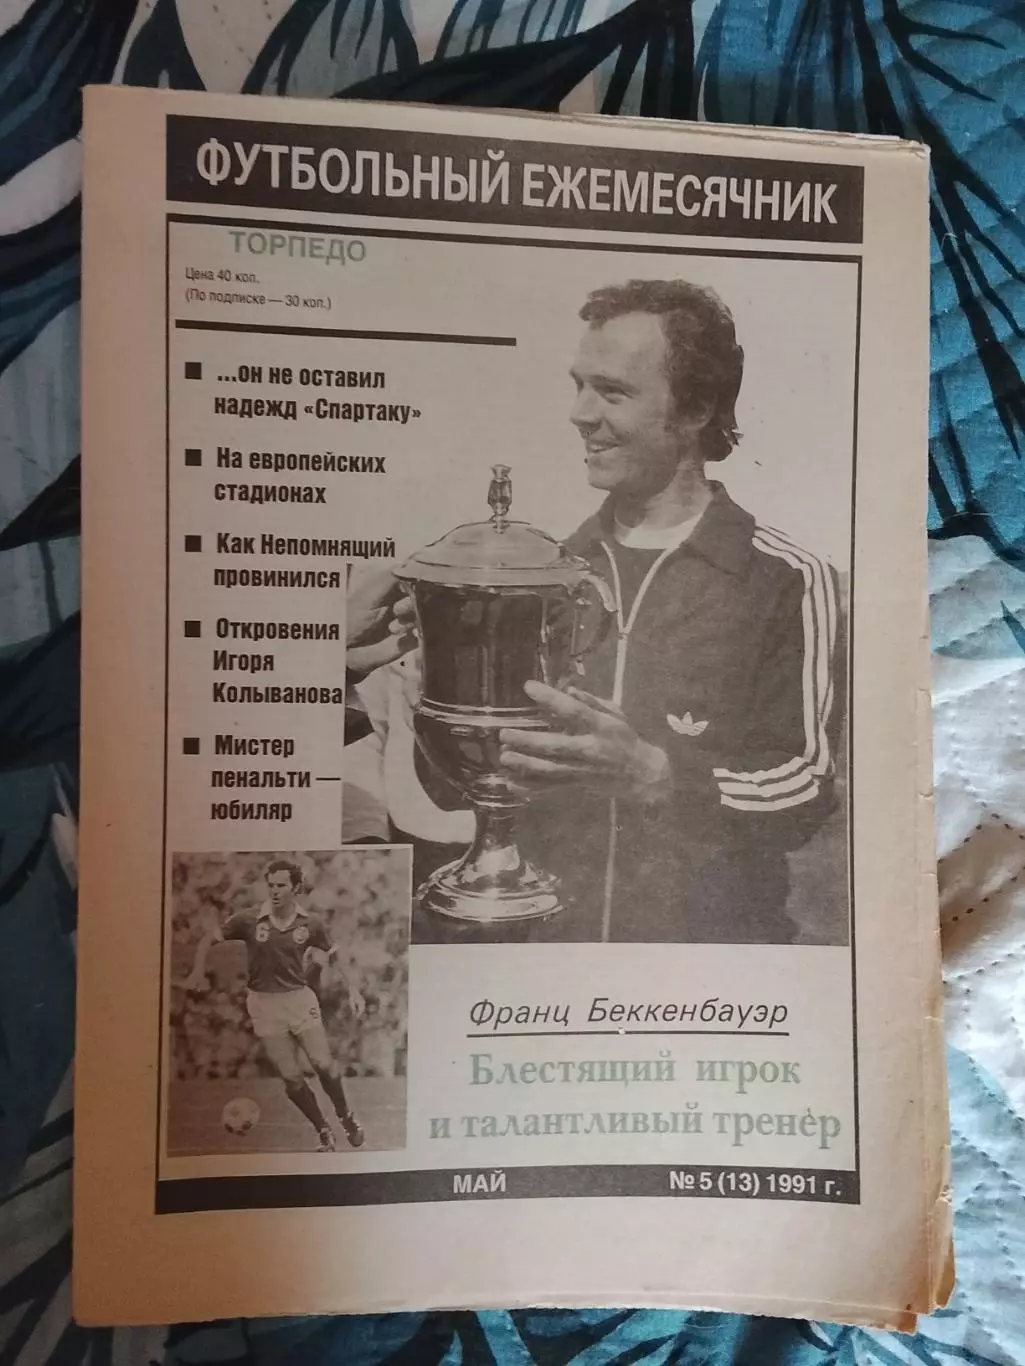 ФУТБОЛЬНЫЙ ЕЖЕМЕСЯЧНИК
ТОРПЕДО
Цена 40 коп.
(По подписке — 30 коп.)
■ ...он не оставил
надежд «Спартаку»
■ На европейских
стадионах
■ Как Непомнящий
провинился
■ Откровения
Игоря
Колыванова
■ Мистер
пенальти —
юбиляр
6
Франц Беккенбауэр
Блестящий игрок
и талантливый тренер
МАЙ
№ 5 (13) 1991 г.